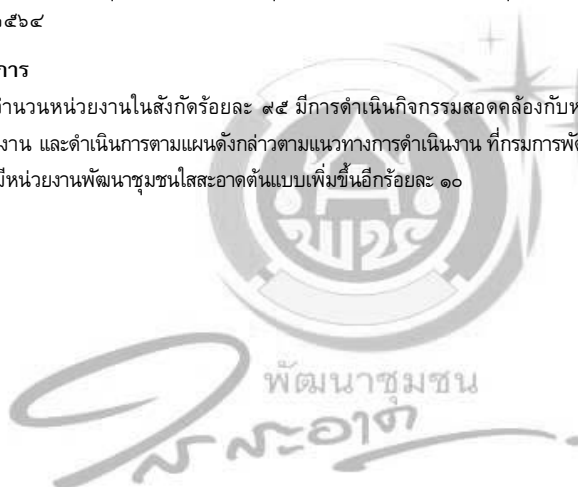 ๑๕๖๔
การ
จำนวนหน่วยงานในสังกัดร้อยละ ๙๕ มีการดำเนินกิจกรรมสอดคล้องกับ
งาน และดำเนินการตามแผนดังกล่าวตามแนวทางการดำเนินงาน ที่กรมการพัฒ
มีหน่วยงานพัฒนาชุมชนใสสะอาดต้นแบบเพิ่มขึ้นอีกร้อยละ ๑๐
พัฒนาชุมชน
ใสสะอาด